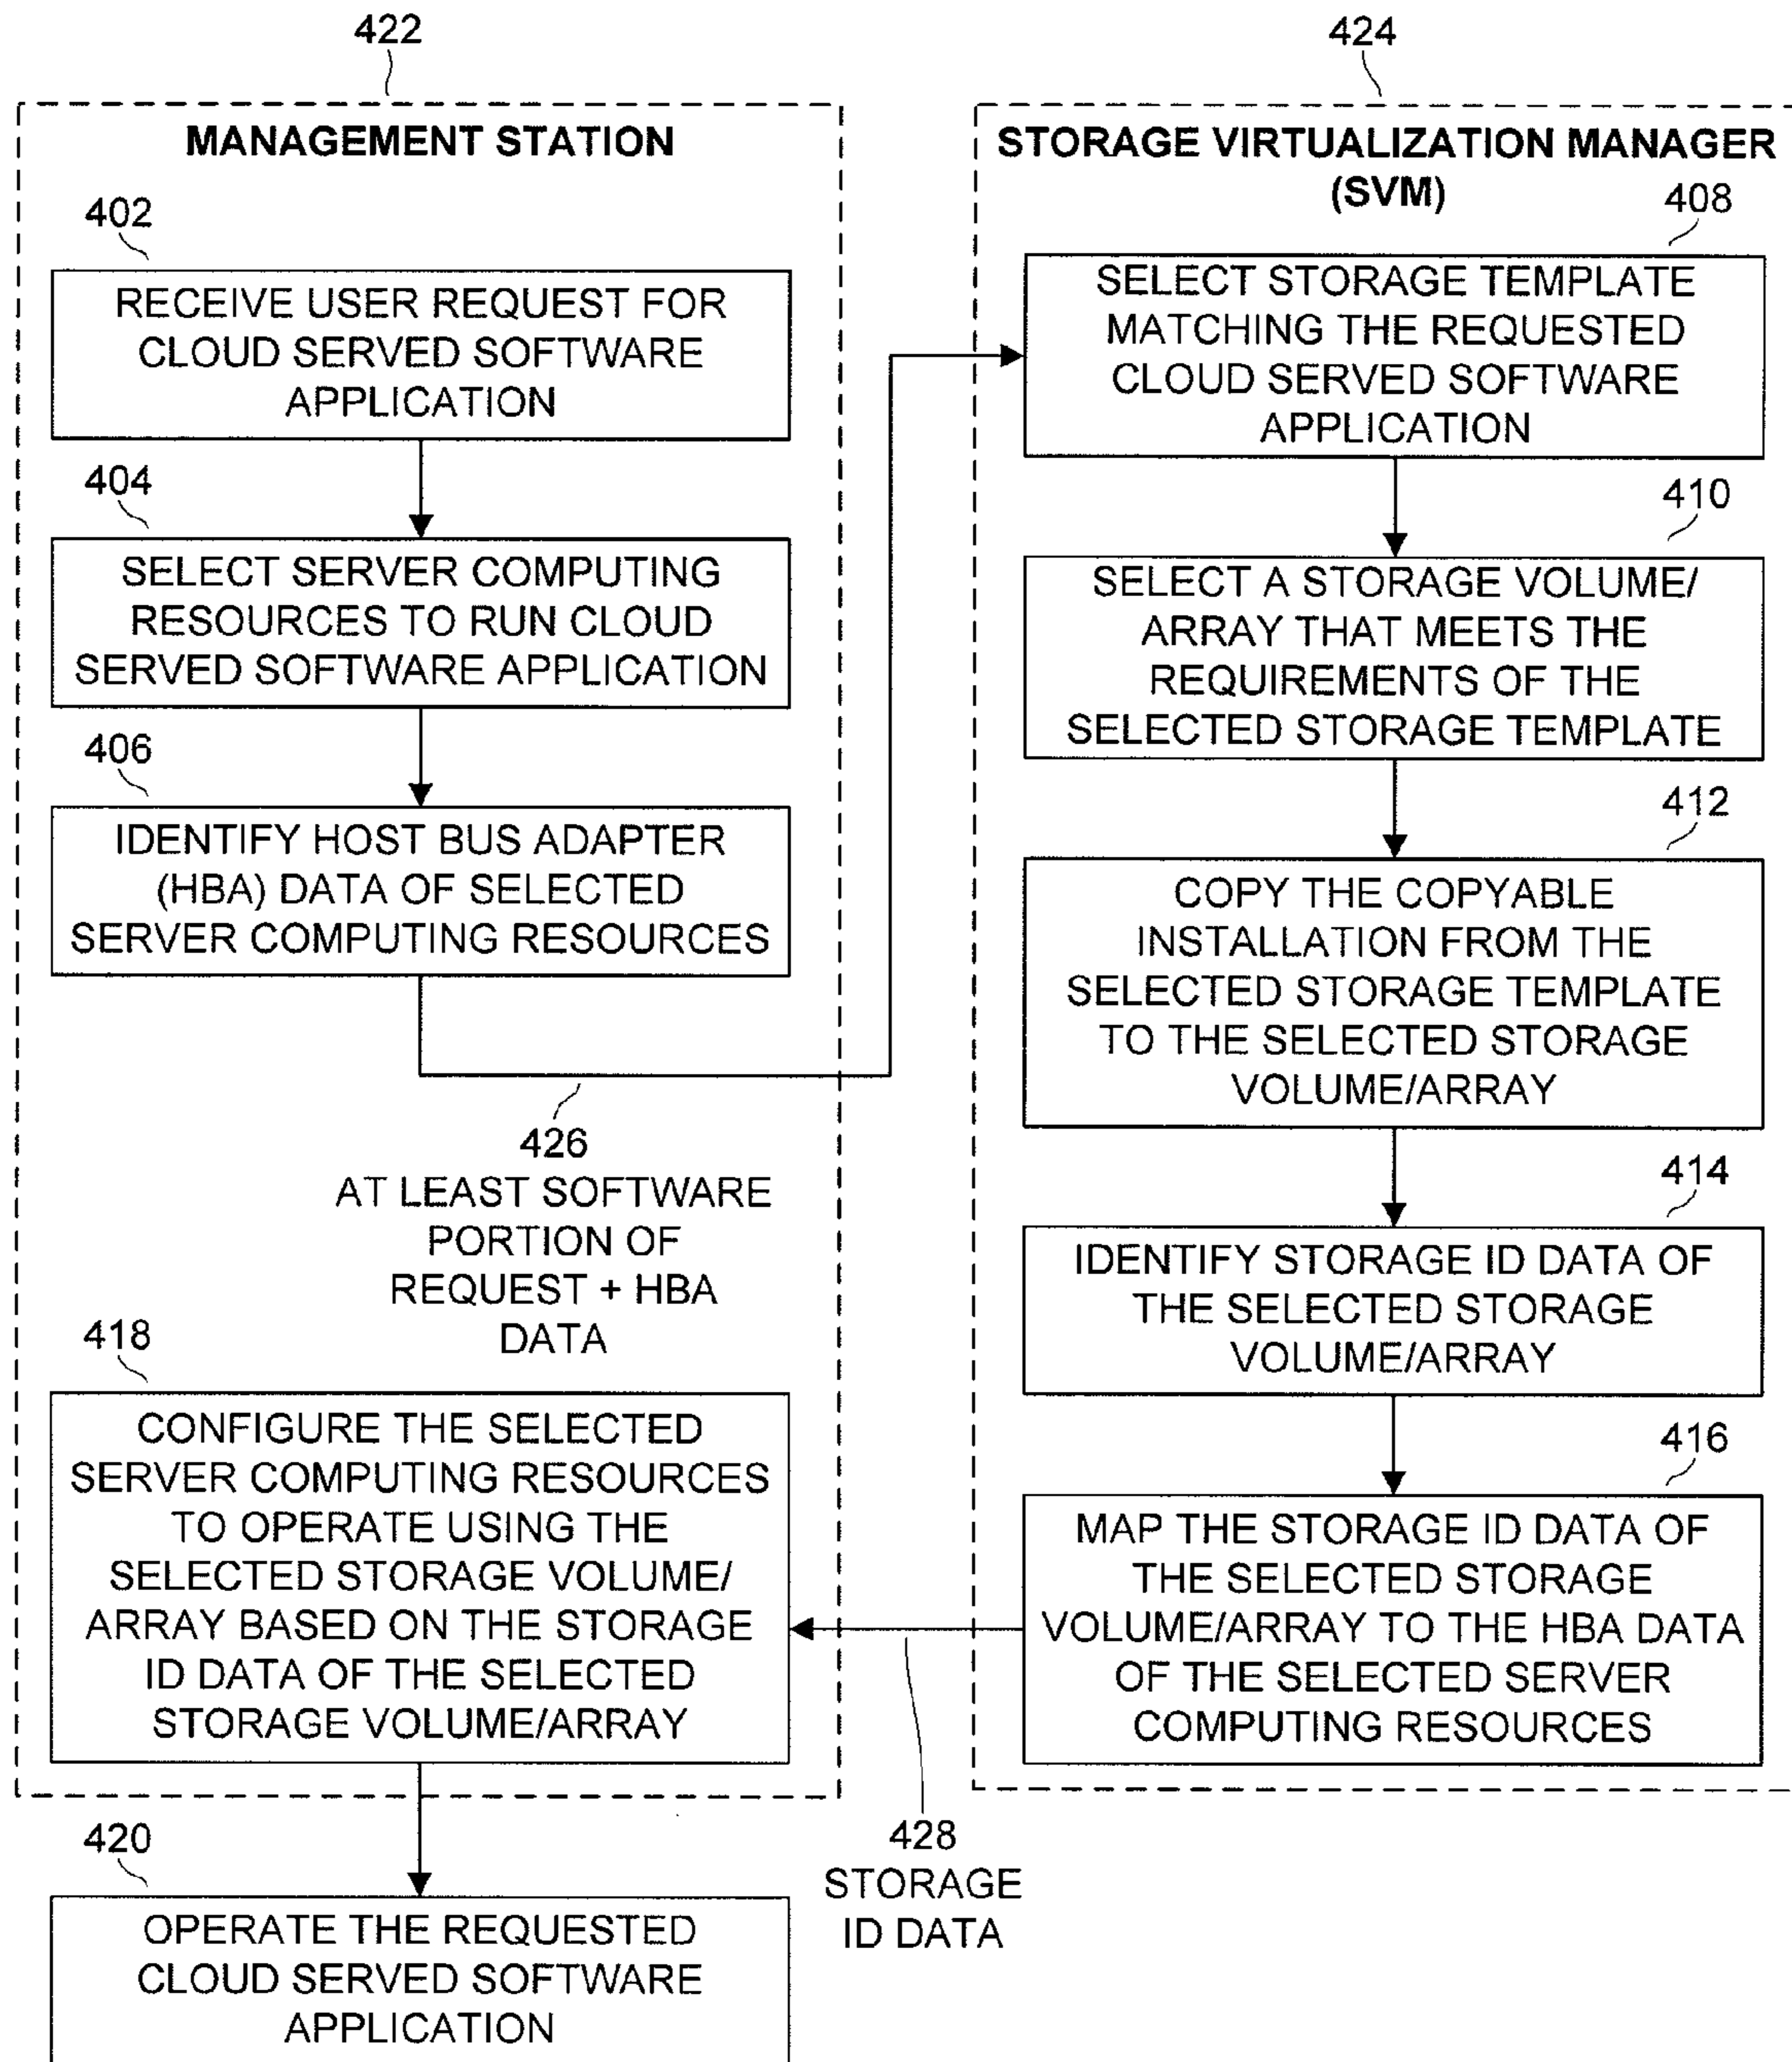 422
MANAGEMENT STATION
402
RECEIVE USER REQUEST FOR
CLOUD SERVED SOFTWARE
APPLICATION
404
SELECT SERVER COMPUTING
RESOURCES TO RUN CLOUD
SERVED SOFTWARE APPLICATION
406
IDENTIFY HOST BUS ADAPTER
(HBA) DATA OF SELECTED
SERVER COMPUTING RESOURCES
426
AT LEAST SOFTWARE
PORTION OF
REQUEST + HBA
DATA
424
STORAGE VIRTUALIZATION MANAGER
(SVM)
408
SELECT STORAGE TEMPLATE
MATCHING THE REQUESTED
CLOUD SERVED SOFTWARE
APPLICATION
410
SELECT A STORAGE VOLUME/
ARRAY THAT MEETS THE
REQUIREMENTS OF THE
SELECTED STORAGE TEMPLATE
412
COPY THE COPYABLE
INSTALLATION FROM THE
SELECTED STORAGE TEMPLATE
TO THE SELECTED STORAGE
VOLUME/ARRAY
414
IDENTIFY STORAGE ID DATA OF
THE SELECTED STORAGE
VOLUME/ARRAY
416
MAP THE STORAGE ID DATA OF
THE SELECTED STORAGE
VOLUME/ARRAY TO THE HBA DATA
OF THE SELECTED SERVER
COMPUTING RESOURCES
428
STORAGE
ID DATA
418
CONFIGURE THE SELECTED
SERVER COMPUTING RESOURCES
TO OPERATE USING THE
SELECTED STORAGE VOLUME/
ARRAY BASED ON THE STORAGE
ID DATA OF THE SELECTED
STORAGE VOLUME/ARRAY
420
OPERATE THE REQUESTED
CLOUD SERVED SOFTWARE
APPLICATION